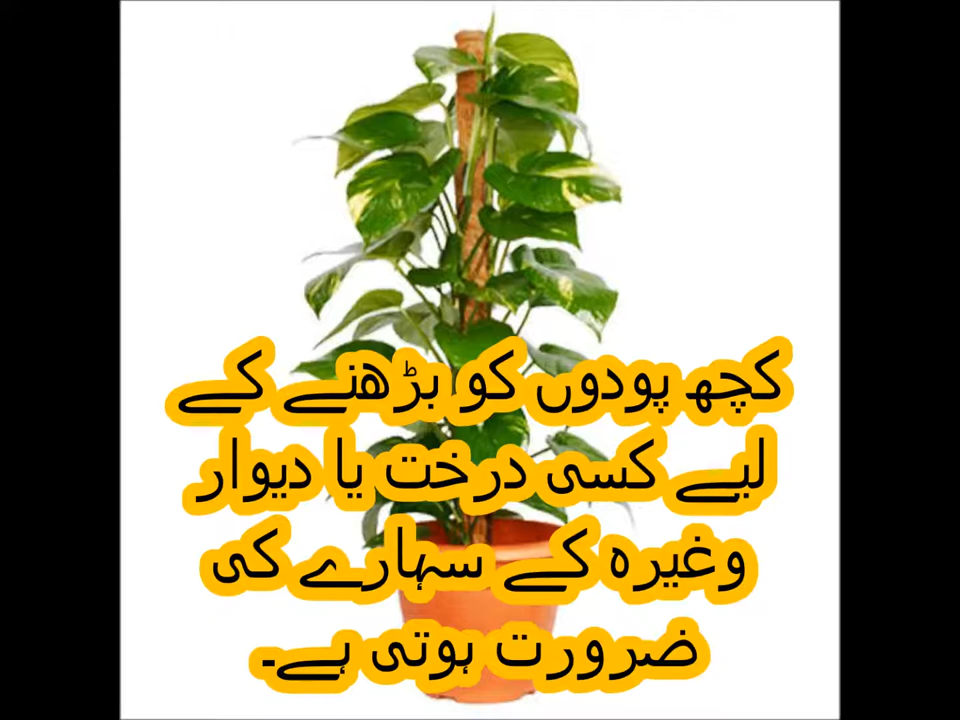 کچھ پودوں کو بڑھنے کے
لیے کسی درخت یا دیوار
وغیرہ کے سہارے کی
ضرورت ہوتی ہے۔